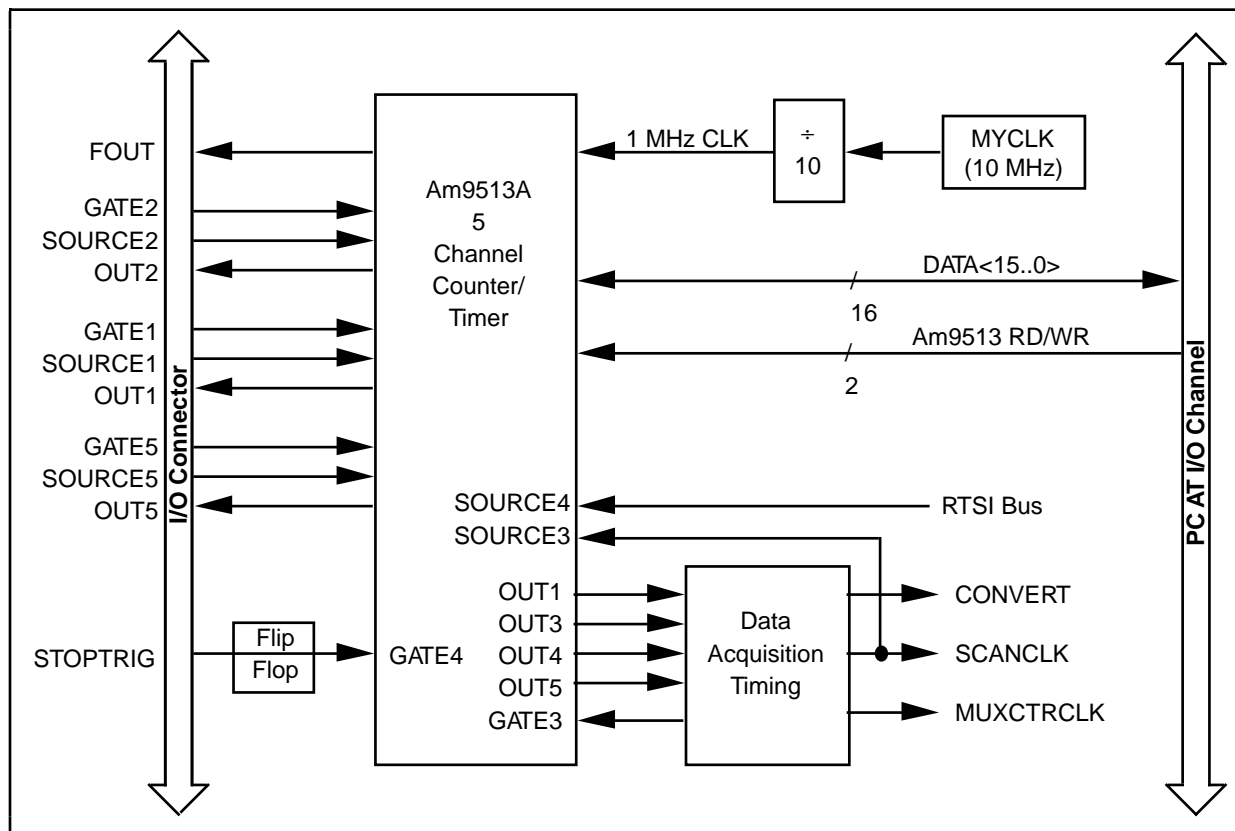 FOUT
GATE2
SOURCE2
OUT2
GATE1
SOURCE1
OUT1
GATE5
SOURCE5
OUT5
STOPTRIG
I/O Connector
Flip
Flop
Am9513A
5
Channel
Counter/
Timer
GATE4
SOURCE4
SOURCE3
OUT1
OUT3
OUT4
OUT5
GATE3
1 MHz CLK
÷
10
MYCLK
(10 MHz)
DATA<15..0>
16
Am9513 RD/WR
2
RTSI Bus
Data
Acquisition
Timing
CONVERT
SCANCLK
MUXCTRCLK
PC AT I/O Channel